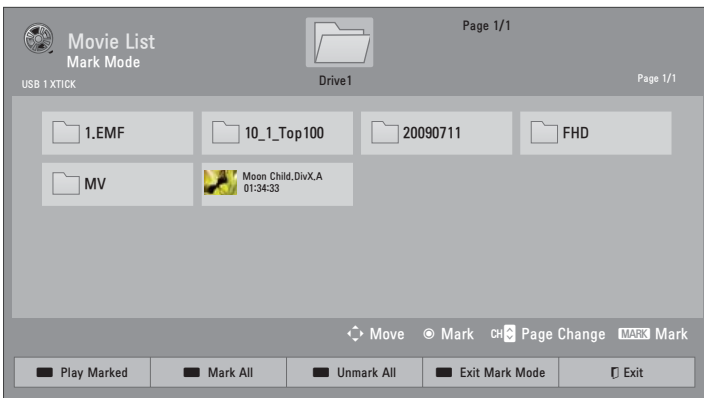 Movie List
Mark Mode
USB 1 XTICK
Drive1
Page 1/1
Page 1/1
1.EMF
10_1_Top100
20090711
FHD
MV
Moon Child.DivX.A
01:34:33
Move
Mark
CH Page Change
MARK Mark
Play Marked
Mark All
Unmark All
Exit Mark Mode
Exit